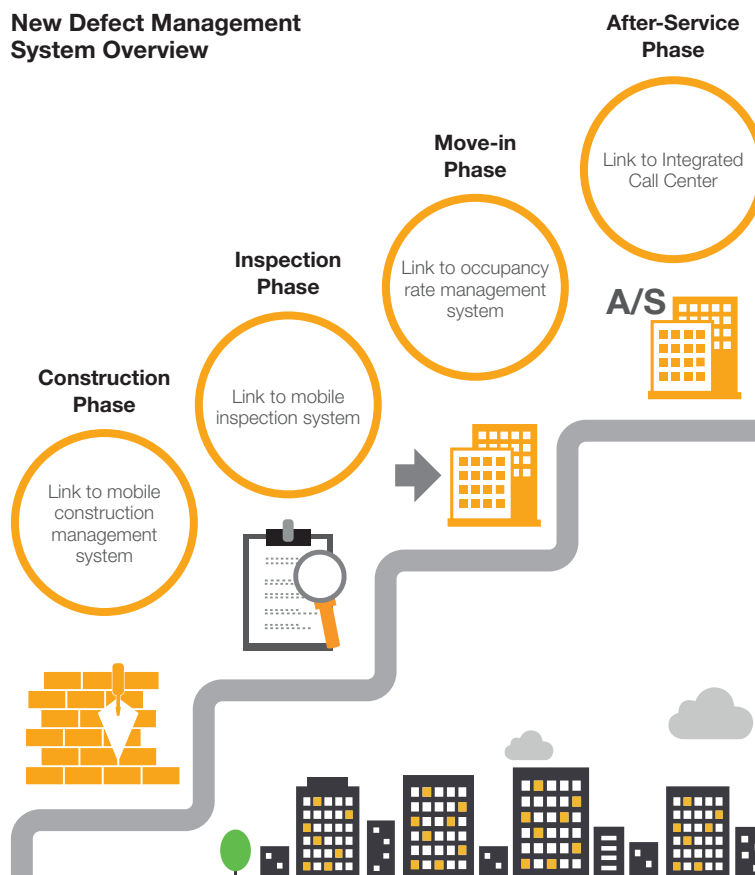 New Defect Management
System Overview
Construction
Phase
Link to mobile
construction
management
system
Inspection
Phase
Link to mobile
inspection system
Move-in
Phase
Link to occupancy
rate management
system
After-Service
Phase
Link to Integrated
Call Center
A/S